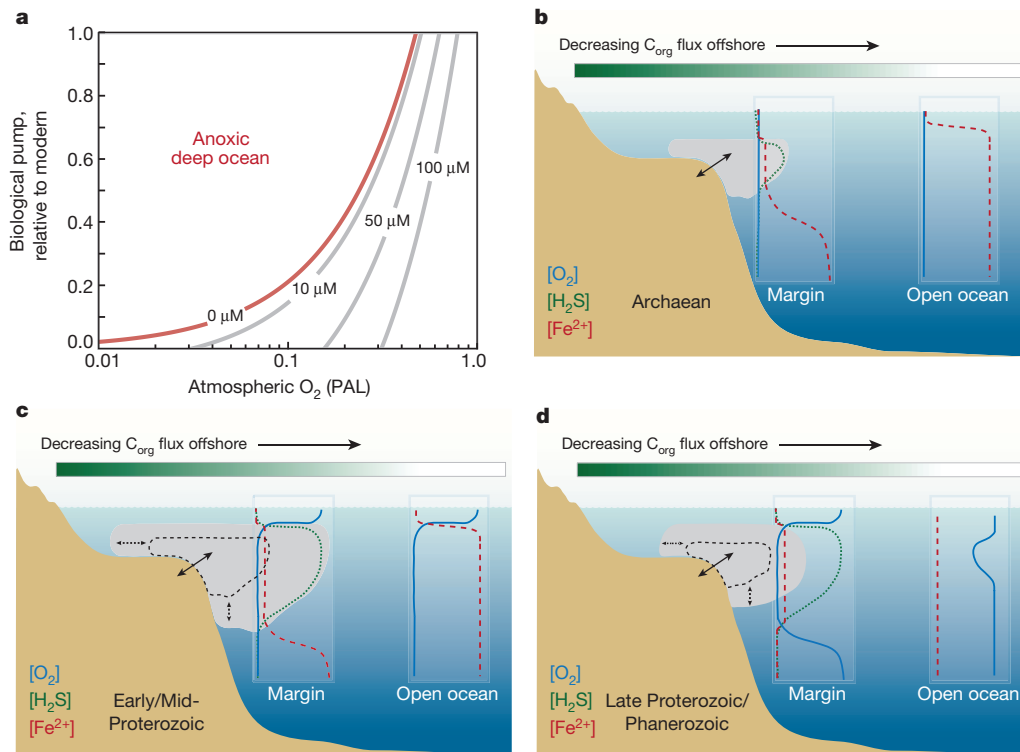 a
Biological pump,
relative to modern
1.0
0.8
0.6
0.4
0.2
0.0
Anoxic
deep ocean
100 μM
50 μM
10 μM
0 μM
0.01
0.1
1.0
Atmospheric O₂ (PAL)
b
Decreasing Corg flux offshore
[O₂]
[H₂S]
[Fe²⁺]
Archaean
Margin
Open ocean
c
Decreasing Corg flux offshore
[O₂]
[H₂S]
[Fe²⁺]
Early/Mid-
Proterozoic
Margin
Open ocean
d
Decreasing Corg flux offshore
[O₂]
[H₂S]
[Fe²⁺]
Late Proterozoic/
Phanerozoic
Margin
Open ocean